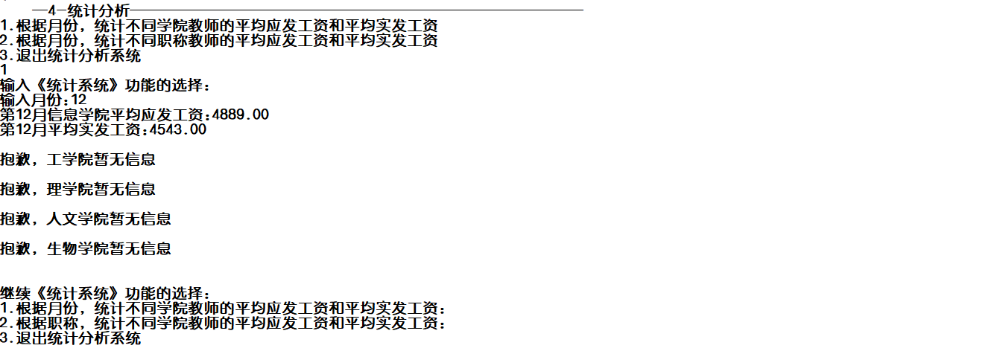 —4-统计分析—————————————————————————————
1.根据月份，统计不同学院教师的平均应发工资和平均实发工资
2.根据月份，统计不同职称教师的平均应发工资和平均实发工资
3.退出统计分析系统
1
输入《统计系统》功能的选择：
输入月份:12
第12月信息学院平均应发工资:4889.00
第12月平均实发工资:4543.00
抱歉，工学院暂无信息
抱歉，理学院暂无信息
抱歉，人文学院暂无信息
抱歉，生物学院暂无信息
继续《统计系统》功能的选择：
1.根据月份，统计不同学院教师的平均应发工资和平均实发工资：
2.根据职称，统计不同学院教师的平均应发工资和平均实发工资：
3.退出统计分析系统